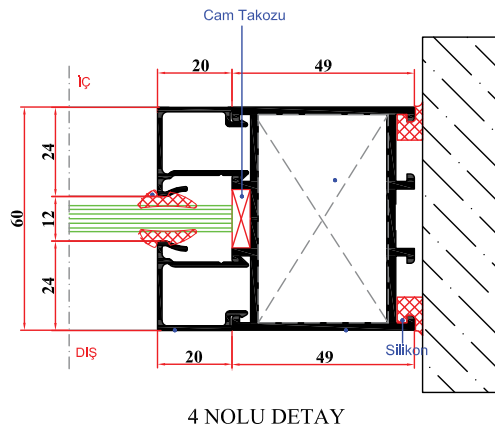 Cam Takozu
20 49
İÇ
24
12
24
60
DIŞ
20 49
Silikon
4 NOLU DETAY